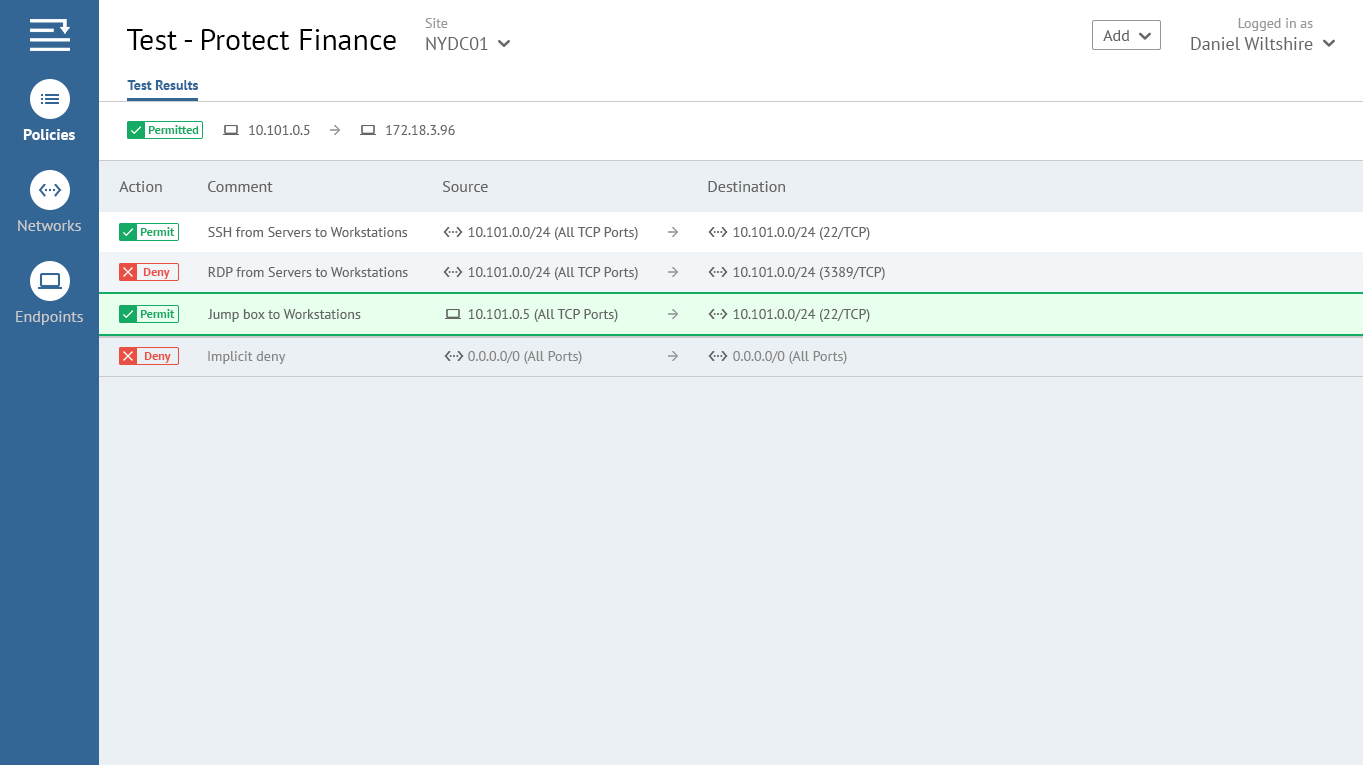 Test - Protect Finance
Site
NYDC01
Add
Logged in as
Daniel Wiltshire
Policies
Networks
Endpoints
Test Results
Permitted 10.101.0.5 → 172.18.3.96
Action Comment Source Destination
Permit SSH from Servers to Workstations 10.101.0.0/24 (All TCP Ports) → 10.101.0.0/24 (22/TCP)
Deny RDP from Servers to Workstations 10.101.0.0/24 (All TCP Ports) → 10.101.0.0/24 (3389/TCP)
Permit Jump box to Workstations 10.101.0.5 (All TCP Ports) → 10.101.0.0/24 (22/TCP)
Deny Implicit deny 0.0.0.0/0 (All Ports) → 0.0.0.0/0 (All Ports)